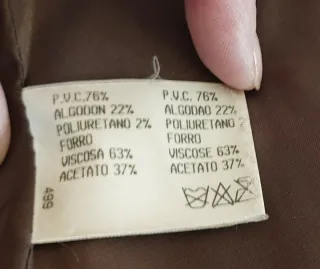 P.V.C. 76%
ALGODON 22%
POLIURETANO 2%
FORRO
VISCOSA 63%
ACETATO 37%
P.V.C. 76%
ALGODAO 22%
POLIURETANO 2
FORRO
VISCOSE 63%
ACETATO 37%
499